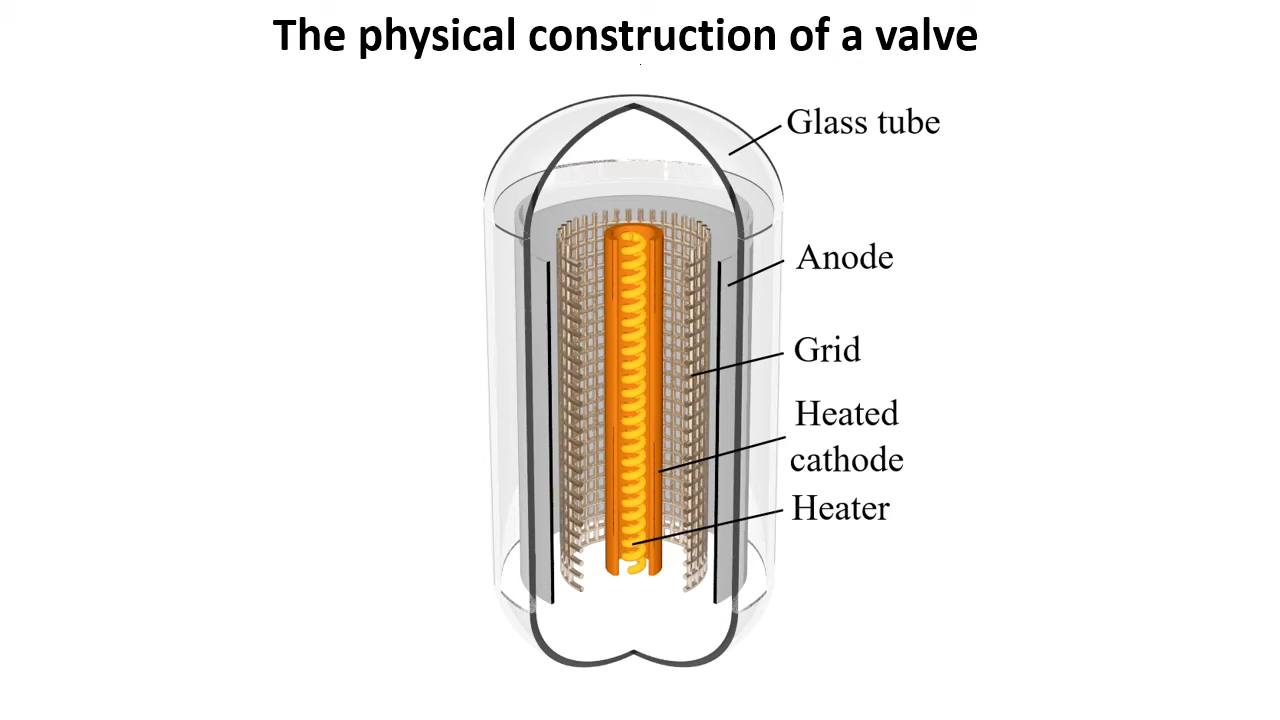 The physical construction of a valve
Glass tube
Anode
Grid
Heated
cathode
Heater